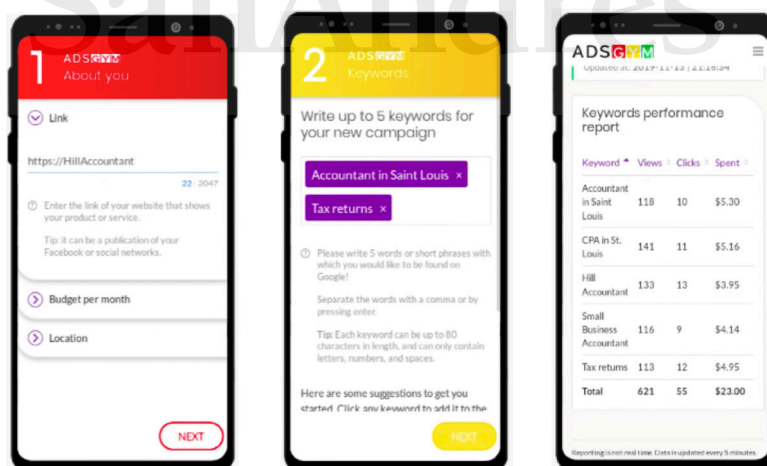 SanAndres
1
ADSGYM
About you
Link
https://HillAccountant
22 / 2047
Enter the link of your website that shows
your product or service.
Tip: it can be a publication of your
Facebook or social networks.
Budget per month
Location
NEXT
2
ADSGYM
Keywords
Write up to 5 keywords for
your new campaign
Accountant in Saint Louis ×
Tax returns ×
Please write 5 words or short phrases with
which you would like to be found on
Google!
Separate the words with a comma or by
pressing enter.
Tip: Each keyword can be up to 80
characters in length, and can only contain
letters, numbers, and spaces.
Here are some suggestions to get you
started. Click any keyword to add it to the
NEXT
ADSGYM
Updated at: 2019-11-13 | 21:16:54
Keywords performance
report
Keyword Views Clicks Spent
Accountant
in Saint 118 10 $5.30
Louis
CPA in St. 141 11 $5.16
Louis
Hill 133 13 $3.95
Accountant
Small
Business 116 9 $4.14
Accountant
Tax returns 113 12 $4.95
Total 621 55 $23.00
Reporting is not real time. Data is updated every 5 minutes.